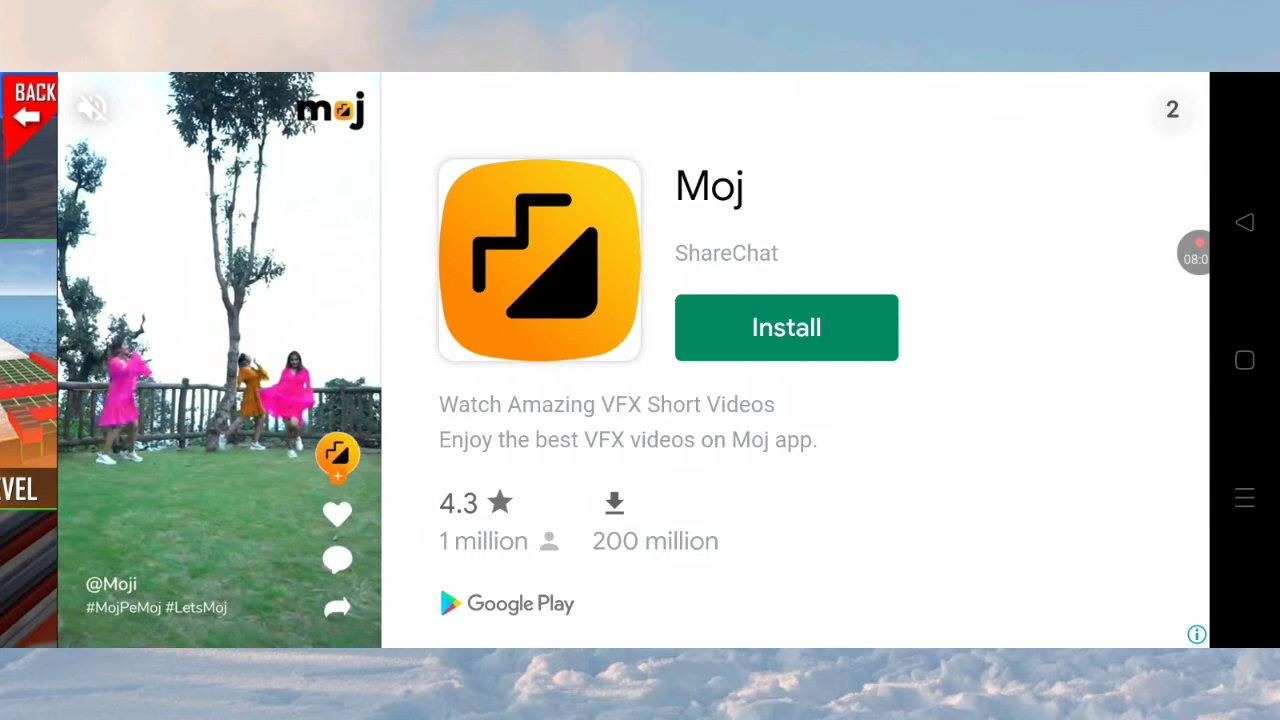 BACK
moj
2
Moj
ShareChat
08:0
Install
Watch Amazing VFX Short Videos
Enjoy the best VFX videos on Moj app.
EVEL
4.3
1 million
200 million
@Moji
#MojPeMoj #LetsMoj
Google Play